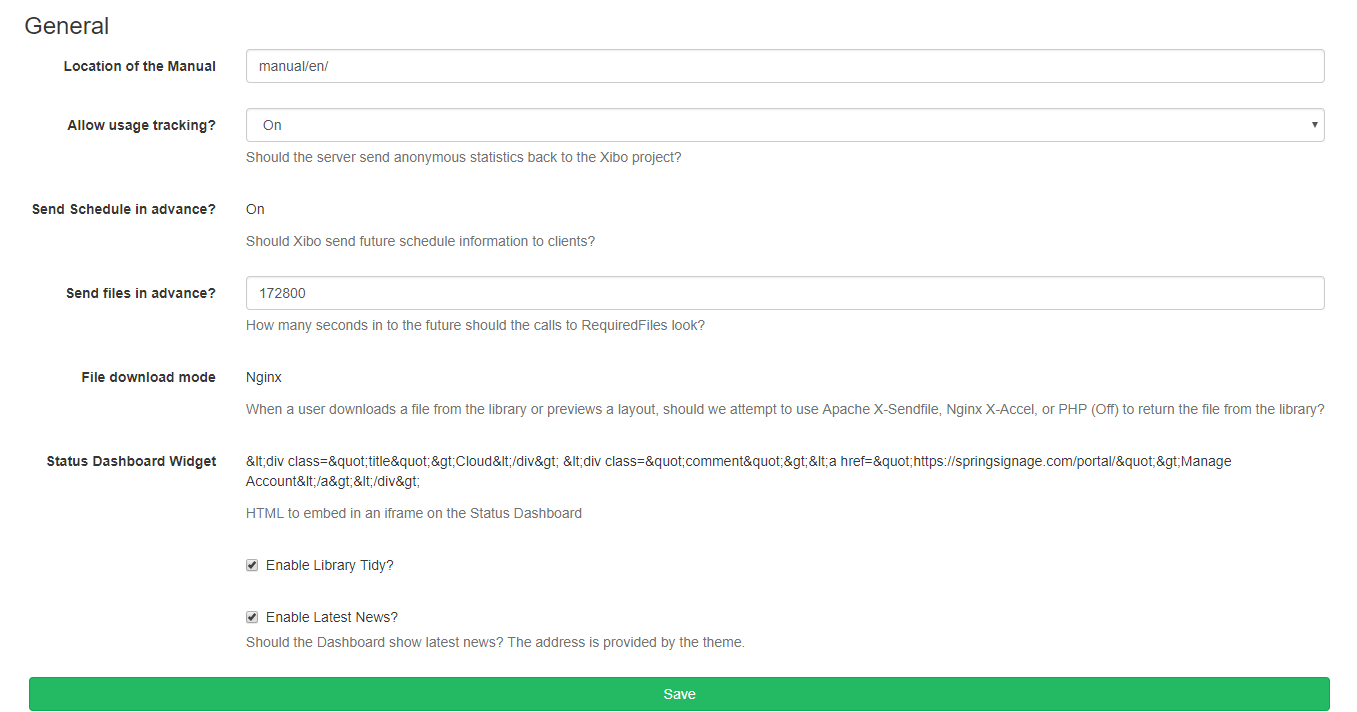 General
Location of the Manual
manual/en/
Allow usage tracking?
On
Should the server send anonymous statistics back to the Xibo project?
Send Schedule in advance?
On
Should Xibo send future schedule information to clients?
Send files in advance?
172800
How many seconds in to the future should the calls to RequiredFiles look?
File download mode
Nginx
When a user downloads a file from the library or previews a layout, should we attempt to use Apache X-Sendfile, Nginx X-Accel, or PHP (Off) to return the file from the library?
Status Dashboard Widget
&lt;div class=&quot;title&quot;&gt;Cloud&lt;/div&gt; &lt;div class=&quot;comment&quot;&gt;&lt;a href=&quot;https://springsignage.com/portal/&quot;&gt;Manage
Account&lt;/a&gt;&lt;/div&gt;
HTML to embed in an iframe on the Status Dashboard
Enable Library Tidy?
Enable Latest News?
Should the Dashboard show latest news? The address is provided by the theme.
Save